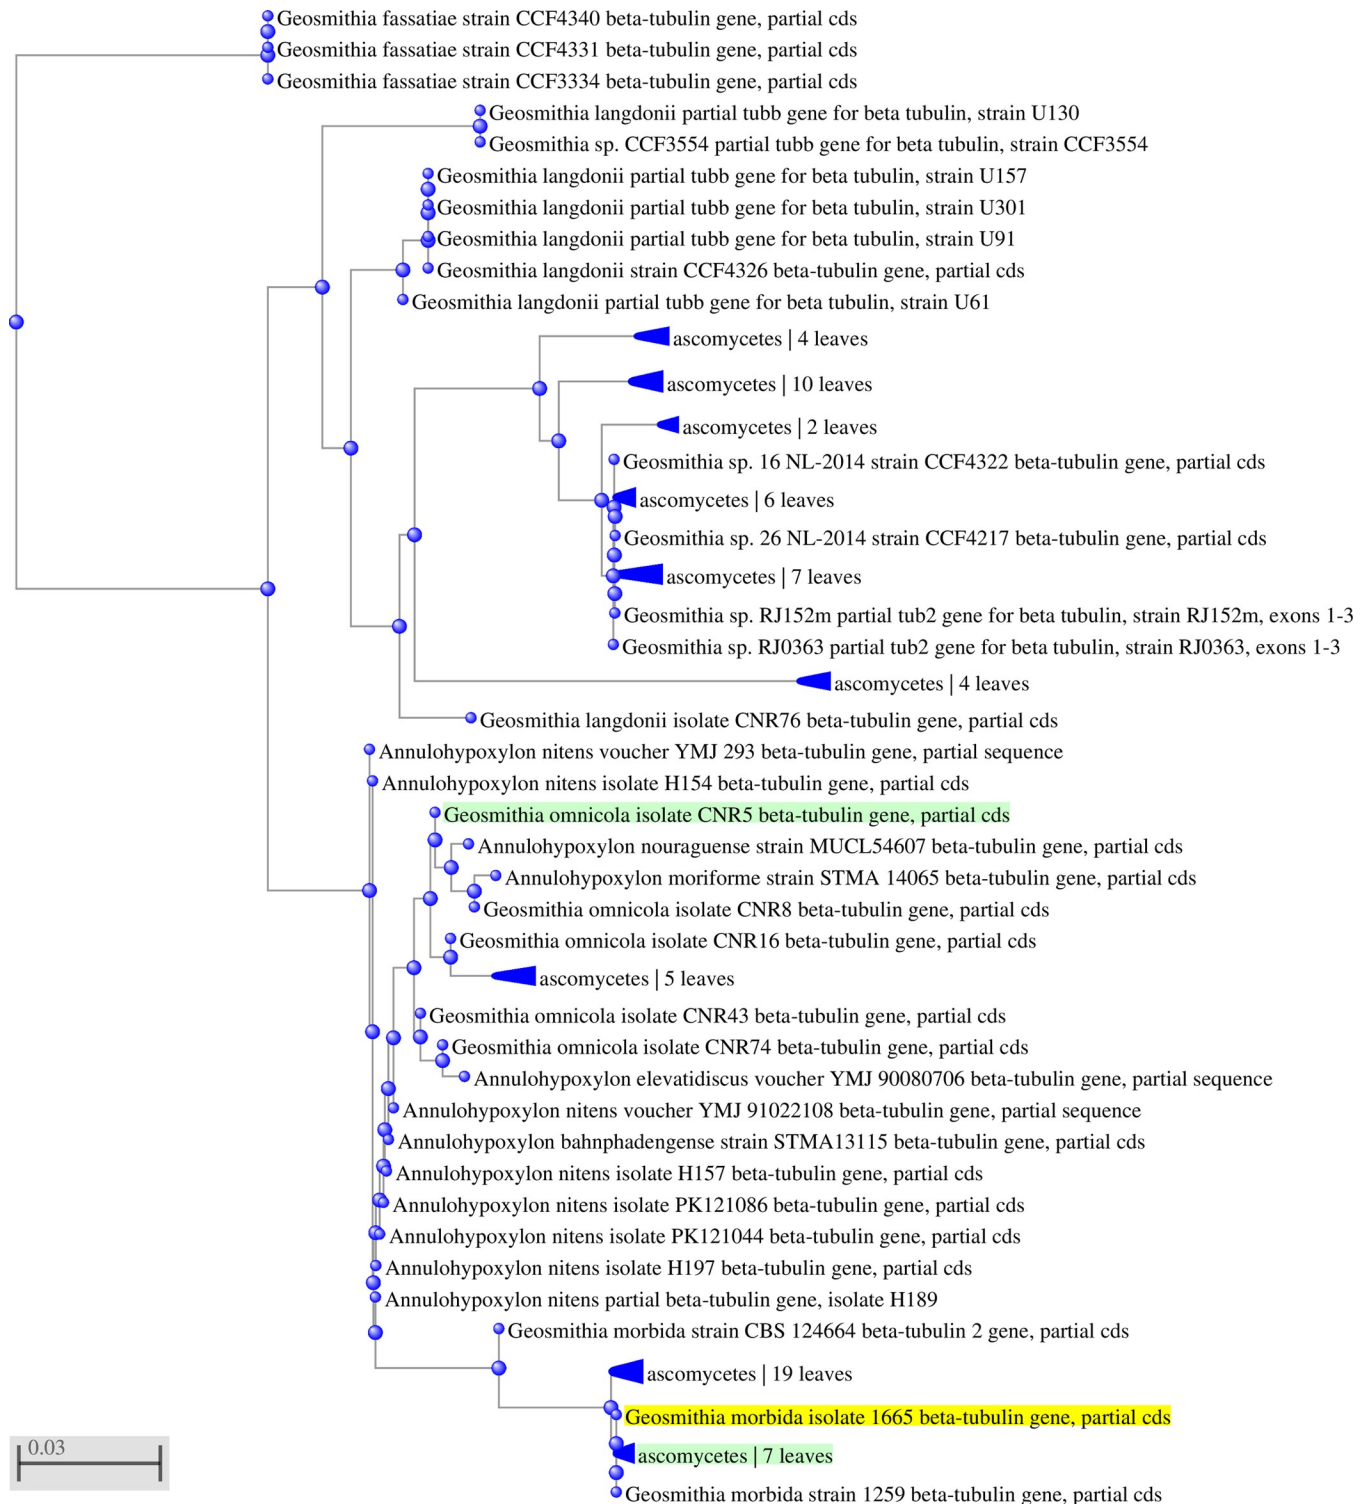 Geosmithia fassatiae strain CCF4340 beta-tubulin gene, partial cds
Geosmithia fassatiae strain CCF4331 beta-tubulin gene, partial cds
Geosmithia fassatiae strain CCF3334 beta-tubulin gene, partial cds
Geosmithia langdonii partial tubb gene for beta tubulin, strain U130
Geosmithia sp. CCF3554 partial tubb gene for beta tubulin, strain CCF3554
Geosmithia langdonii partial tubb gene for beta tubulin, strain U157
Geosmithia langdonii partial tubb gene for beta tubulin, strain U301
Geosmithia langdonii partial tubb gene for beta tubulin, strain U91
Geosmithia langdonii strain CCF4326 beta-tubulin gene, partial cds
Geosmithia langdonii partial tubb gene for beta tubulin, strain U61
ascomycetes | 4 leaves
ascomycetes | 10 leaves
ascomycetes | 2 leaves
Geosmithia sp. 16 NL-2014 strain CCF4322 beta-tubulin gene, partial cds
ascomycetes | 6 leaves
Geosmithia sp. 26 NL-2014 strain CCF4217 beta-tubulin gene, partial cds
ascomycetes | 7 leaves
Geosmithia sp. RJ152m partial tub2 gene for beta tubulin, strain RJ152m, exons 1-3
Geosmithia sp. RJ0363 partial tub2 gene for beta tubulin, strain RJ0363, exons 1-3
ascomycetes | 4 leaves
Geosmithia langdonii isolate CNR76 beta-tubulin gene, partial cds
Annulohypoxylon nitens voucher YMJ 293 beta-tubulin gene, partial sequence
Annulohypoxylon nitens isolate H154 beta-tubulin gene, partial cds
Geosmithia omnicola isolate CNR5 beta-tubulin gene, partial cds
Annulohypoxylon nouraguense strain MUCL54607 beta-tubulin gene, partial cds
Annulohypoxylon moriforme strain STMA 14065 beta-tubulin gene, partial cds
Geosmithia omnicola isolate CNR8 beta-tubulin gene, partial cds
Geosmithia omnicola isolate CNR16 beta-tubulin gene, partial cds
ascomycetes | 5 leaves
Geosmithia omnicola isolate CNR43 beta-tubulin gene, partial cds
Geosmithia omnicola isolate CNR74 beta-tubulin gene, partial cds
Annulohypoxylon elevatidiscus voucher YMJ 90080706 beta-tubulin gene, partial sequence
Annulohypoxylon nitens voucher YMJ 91022108 beta-tubulin gene, partial sequence
Annulohypoxylon bahnphadengense strain STMA13115 beta-tubulin gene, partial cds
Annulohypoxylon nitens isolate H157 beta-tubulin gene, partial cds
Annulohypoxylon nitens isolate PK121086 beta-tubulin gene, partial cds
Annulohypoxylon nitens isolate PK121044 beta-tubulin gene, partial cds
Annulohypoxylon nitens isolate H197 beta-tubulin gene, partial cds
Annulohypoxylon nitens partial beta-tubulin gene, isolate H189
Geosmithia morbida strain CBS 124664 beta-tubulin 2 gene, partial cds
ascomycetes | 19 leaves
Geosmithia morbida isolate 1665 beta-tubulin gene, partial cds
0.03
ascomycetes | 7 leaves
Geosmithia morbida strain 1259 beta-tubulin gene, partial cds